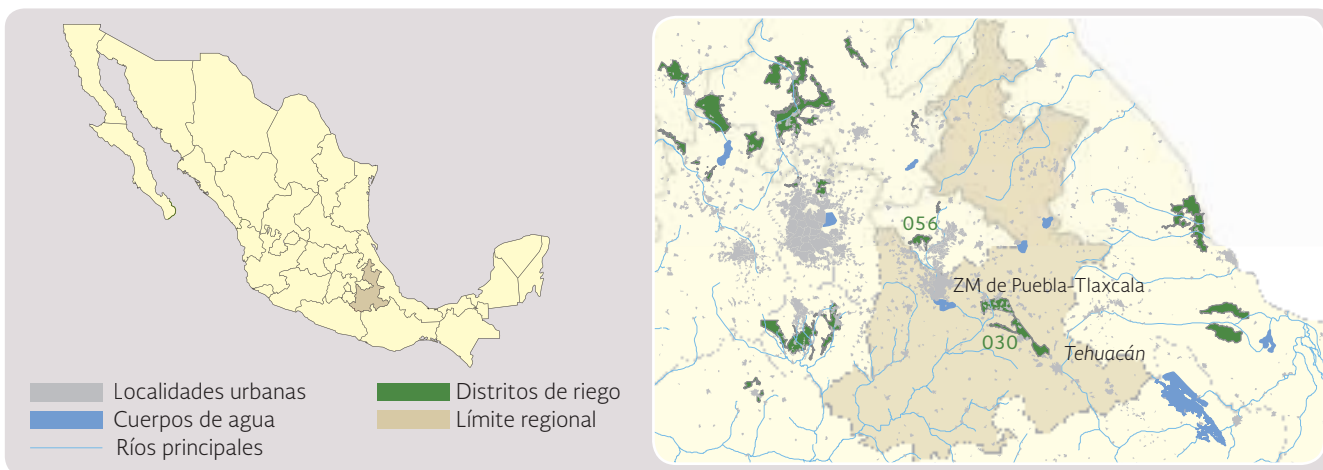 Localidades urbanas
Cuerpos de agua
Ríos principales
Distritos de riego
Límite regional
056
ZM de Puebla-Tlaxcala
030
Tehuacán